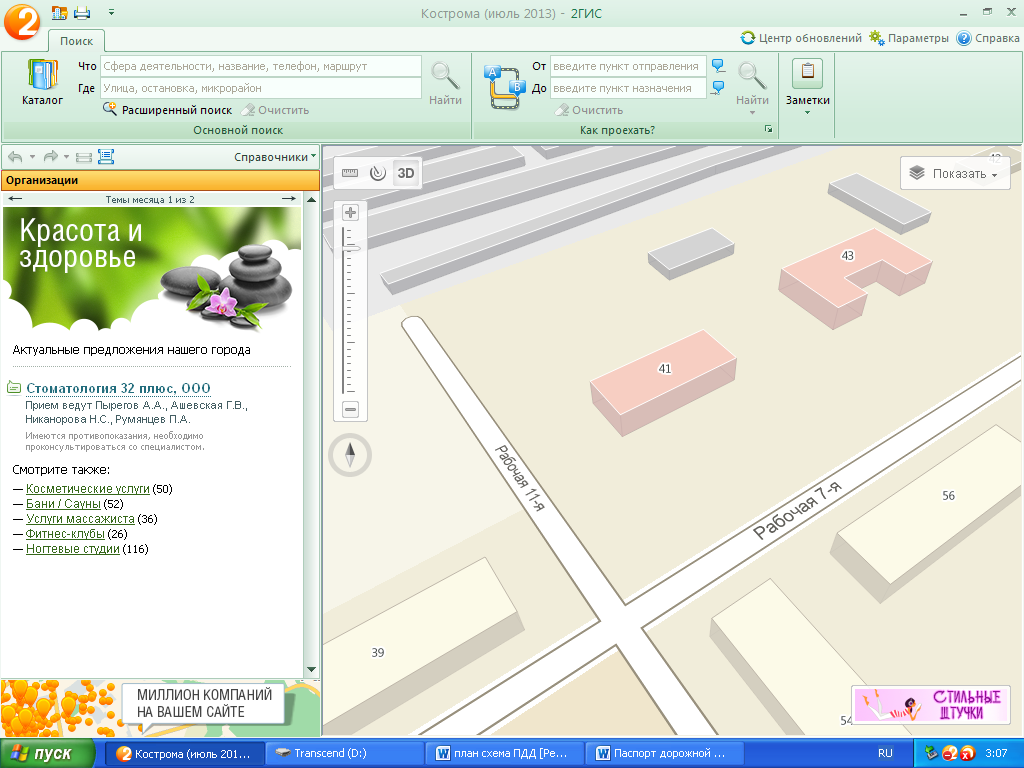 Кострома (июль 2013) - 2ГИС
Поиск
Центр обновлений
Параметры
Справка
Каталог
Что
Сфера деятельности, название, телефон, маршрут
Где
Улица, остановка, микрорайон
Найти
Расширенный поиск
Очистить
Основной поиск
A
B
От
введите пункт отправления
До
введите пункт назначения
Найти
Очистить
Как проехать?
Заметки
Справочники
Организации
Темы месяца 1 из 2
Красота и
здоровье
Актуальные предложения нашего города
Стоматология 32 плюс, ООО
Прием ведут Пырегов А.А., Ашевская Г.В.,
Никанорова Н.С., Румянцев П.А.
Имеются противопоказания, необходимо
проконсультироваться со специалистом.
Смотрите также:
— Косметические услуги (50)
— Бани / Сауны (52)
— Услуги массажиста (36)
— Фитнес-клубы (26)
— Ногтевые студии (116)
МИЛЛИОН КОМПАНИЙ
НА ВАШЕМ САЙТЕ
3D
Показать
42
43
41
Рабочая 11-я
Рабочая 7-я
56
39
54
СТИЛЬНЫЕ
ШТУЧКИ
пуск
Кострома (июль 201...
Transcend (D:)
план схема ПДД [Ре...
Паспорт дорожной ...
RU
3:07